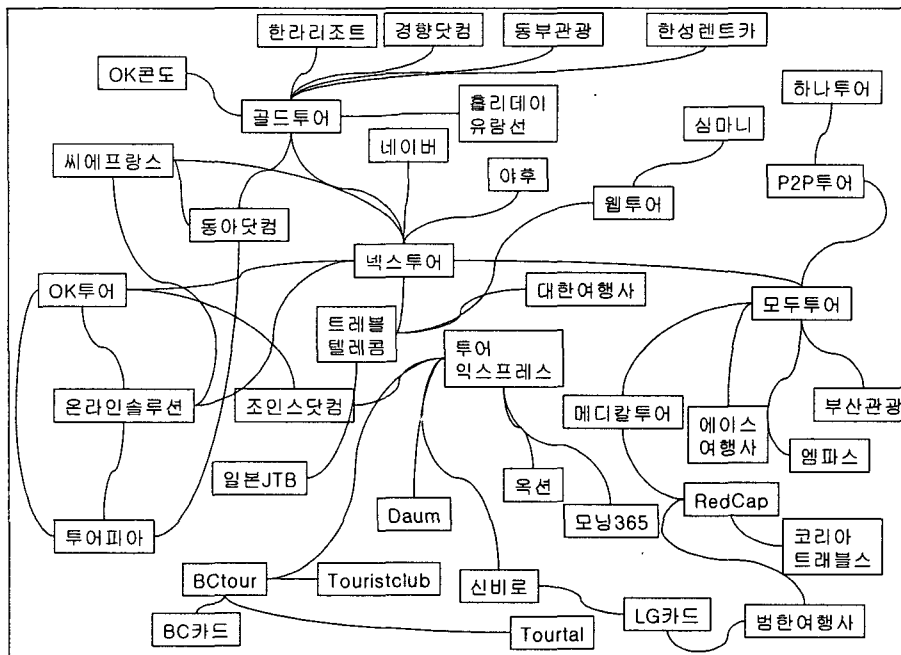 한라리조트
경향닷컴
동부관광
한성렌트카
OK콘도
하나투어
골드투어
홀리데이
유람선
심마니
네이버
씨에프랑스
야후
P2P투어
웹투어
동아닷컴
넥스투어
OK투어
대한여행사
모두투어
트레블
텔레콤
투어
익스프레스
온라인솔루션
조인스닷컴
메디칼투어
에이스
여행사
부산관광
엠파스
일본JTB
옥션
RedCap
Daum
모닝365
투어피아
코리아
트래블스
BCtour
Touristclub
신비로
LG카드
범한여행사
BC카드
Tourtal